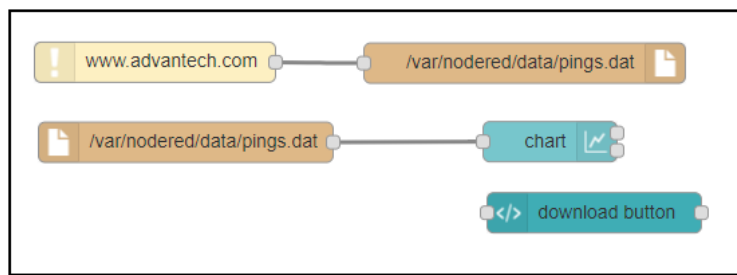 www.advantech.com
/var/nodered/data/pings.dat
/var/nodered/data/pings.dat
chart
</> download button